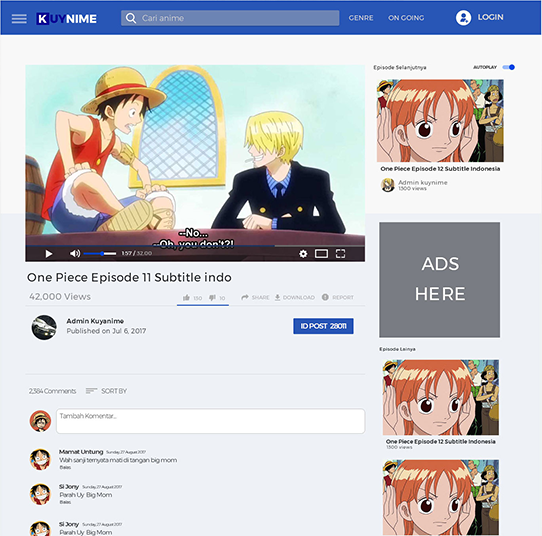 KUYNIME
Cari anime
GENRE
ON GOING
LOGIN
Episode Selanjutnya
AUTOPLAY
--No...
--Oh, you don't?!
1:57 / 32:00
One Piece Episode 12 Subtitle Indonesia
Admin kuynime
1300 views
One Piece Episode 11 Subtitle indo
42,000 Views
SHARE
DOWNLOAD
REPORT
Admin Kuyanime
Published on Jul 6, 2017
ID POST 28011
ADS
HERE
Episode Lainya
2,384 Comments
SORT BY
Tambah Komentar...
Mamat Untung Sunday, 27 August 2017
Wah sanji ternyata mati di tangan big mom
Balas
Si Jony Sunday, 27 August 2017
Parah Uy Big Mom
Balas
Si Jony Sunday, 27 August 2017
Parah Uy Big Mom
One Piece Episode 12 Subtitle Indonesia
1300 views